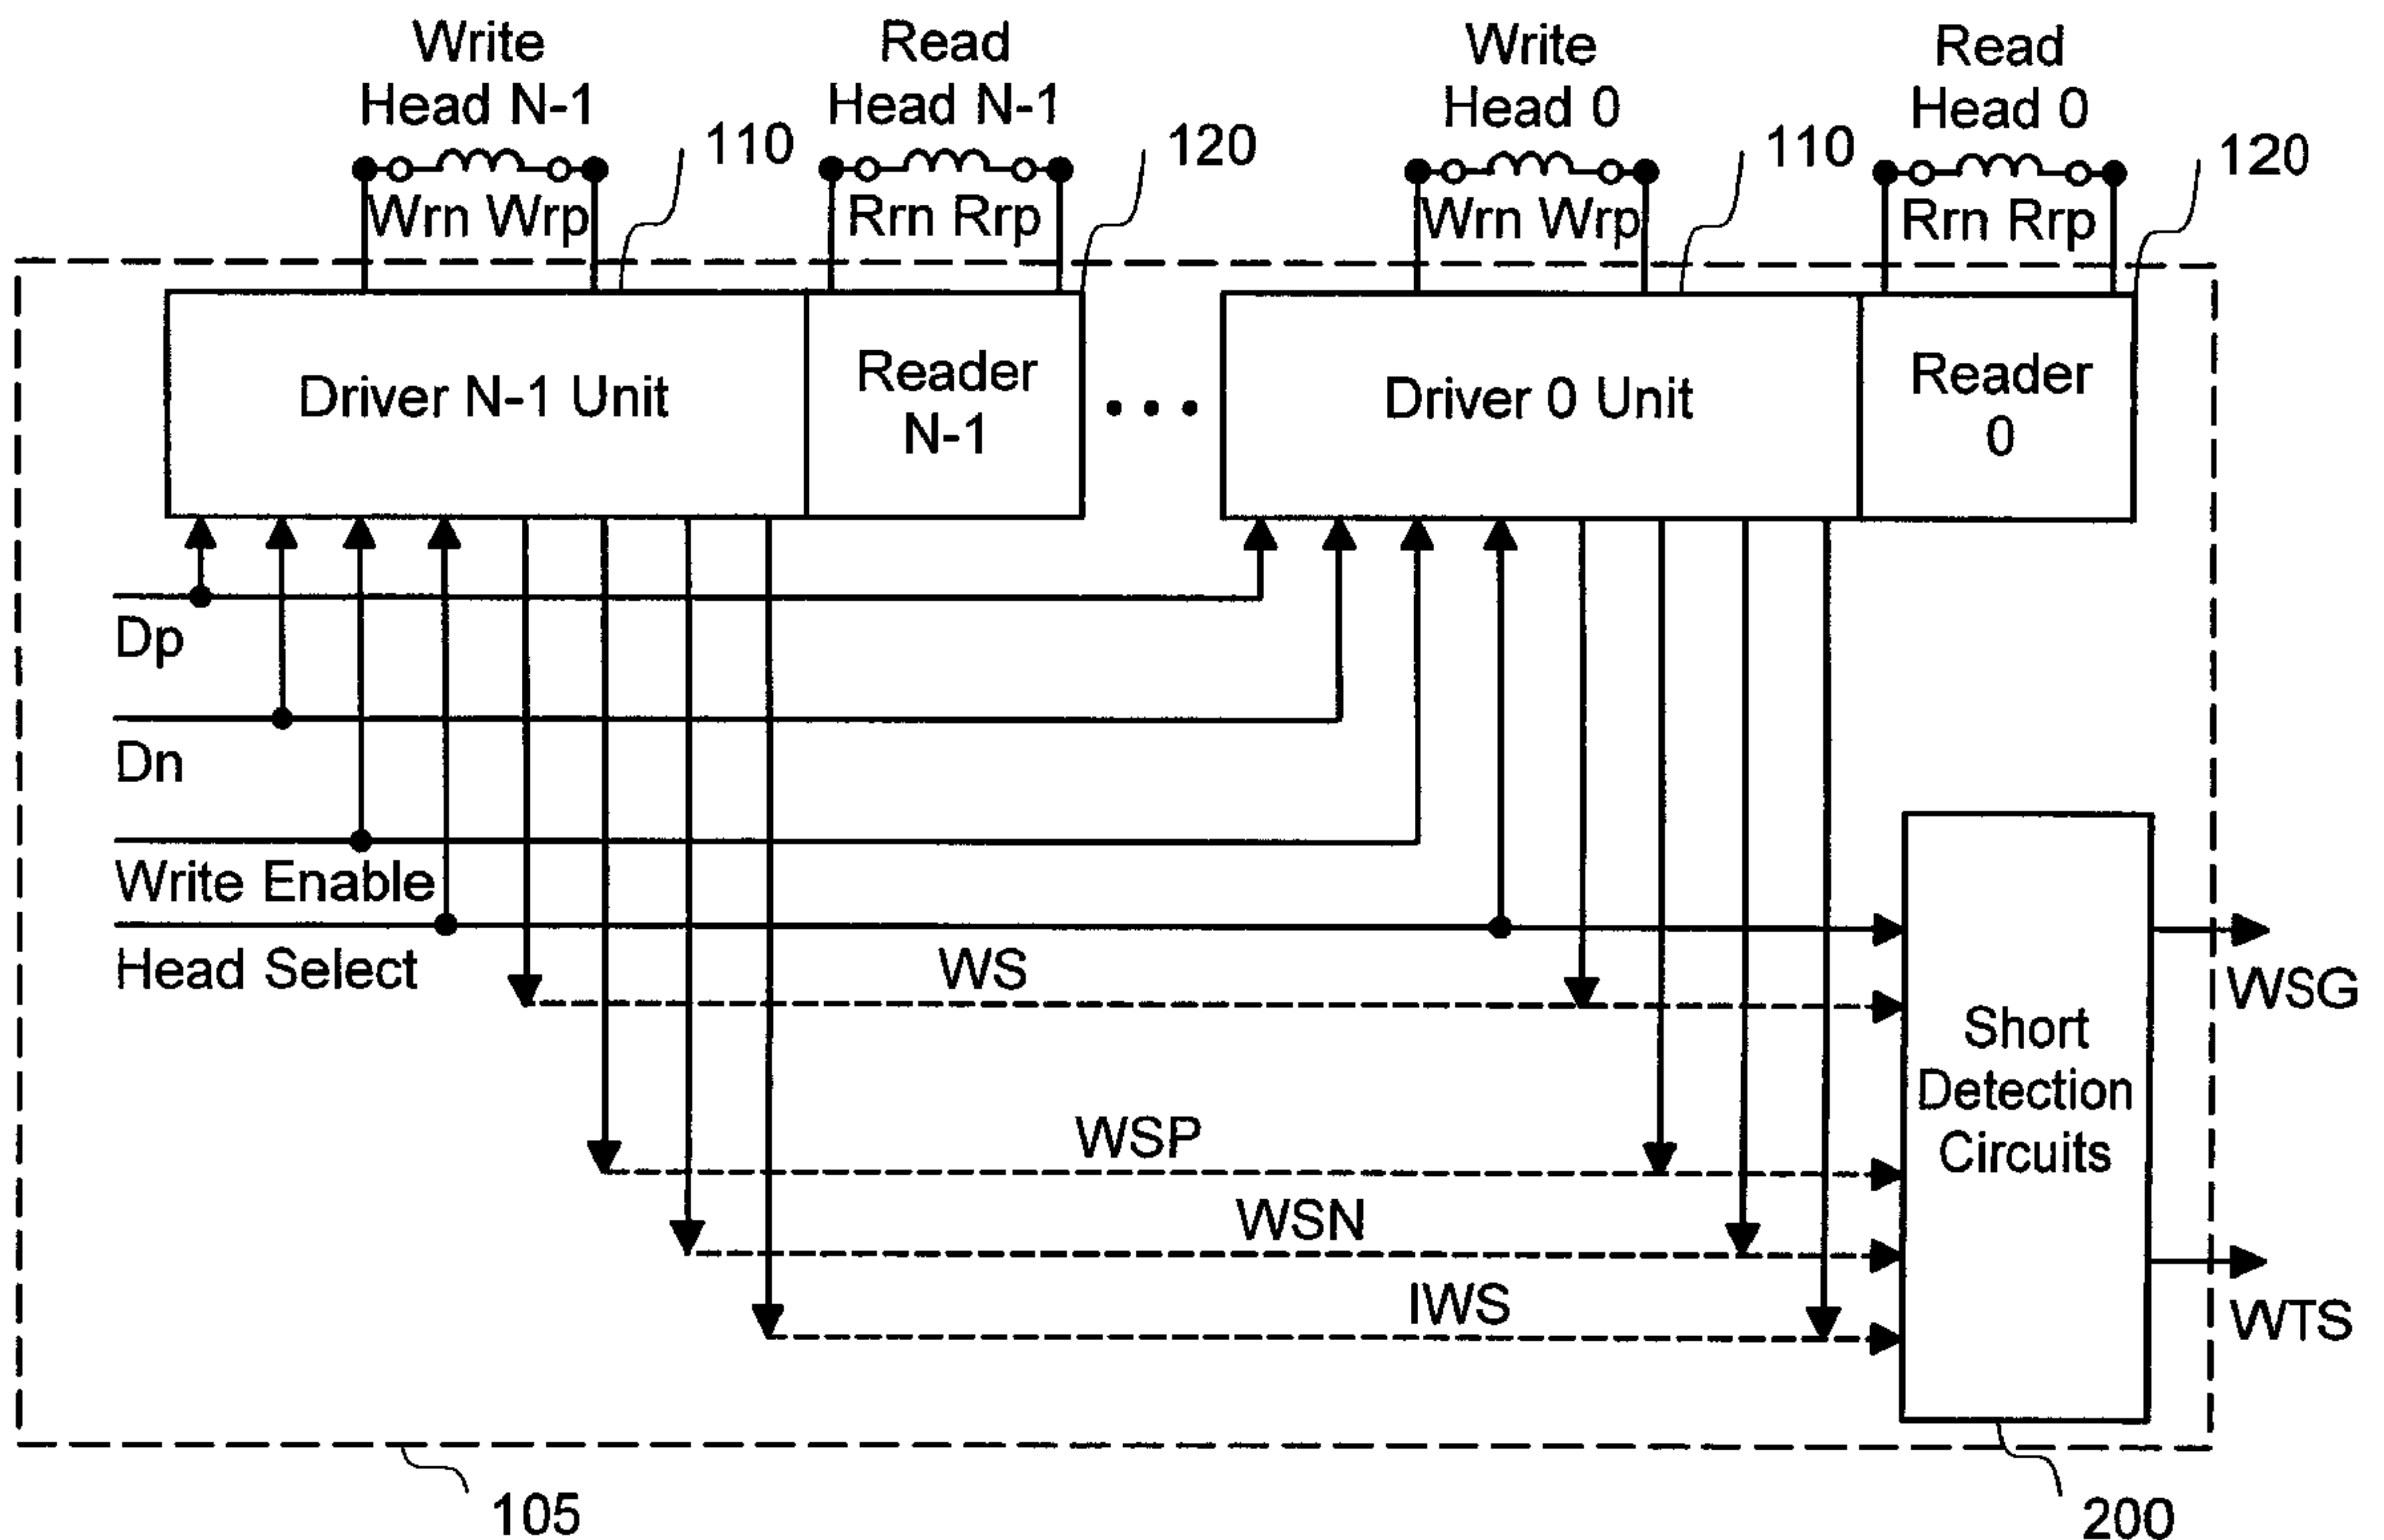 Write
Head N-1
Read
Head N-1
Write
Head 0
Read
Head 0
110
120
110
120
Wrn Wrp
Rrn Rrp
Wrn Wrp
Rrn Rrp
Driver N-1 Unit
Reader
N-1
Driver 0 Unit
Reader
0
Dp
Dn
Write Enable
Head Select
WS
WSP
WSN
IWS
Short
Detection
Circuits
WSG
WTS
105
200